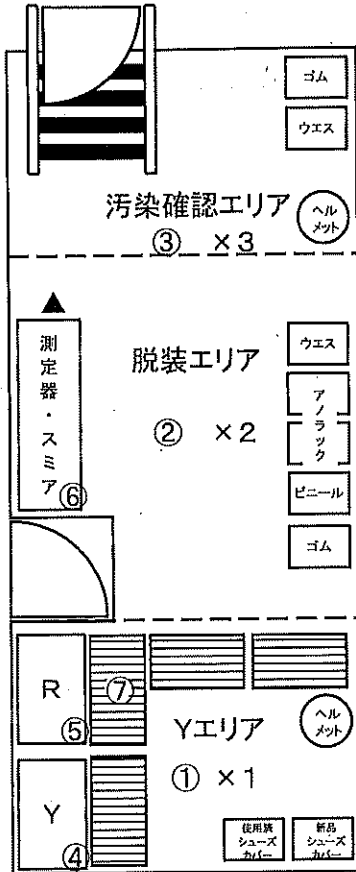 ゴム
ウエス
汚染確認エリア
ヘル
メット
③ ×3
測定器・スミア
⑥
脱装エリア
② ×2
ウエス
アノラック
ビニール
ゴム
R
⑤
⑦
Yエリア
ヘル
メット
① ×1
Y
④
使用済
シューズ
カバー
新品
シューズ
カバー